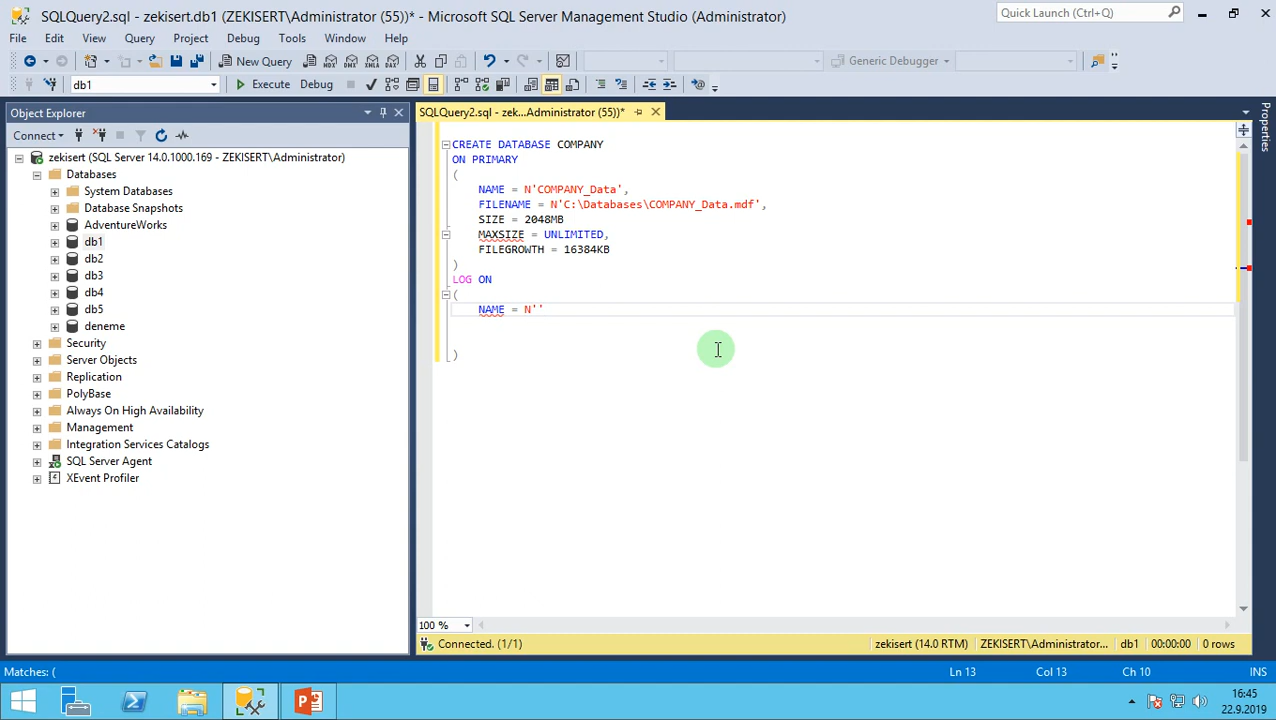 SQLQuery2.sql - zekisert.db1 (ZEKISERT\Administrator (55))* - Microsoft SQL Server Management Studio (Administrator)
Quick Launch (Ctrl+Q)
File Edit View Query Project Debug Tools Window Help
New Query
Generic Debugger
db1
Execute Debug
Object Explorer
SQLQuery2.sql - zek...Administrator (55))*
Properties
Connect
zekisert (SQL Server 14.0.1000.169 - ZEKISERT\Administrator)
Databases
System Databases
Database Snapshots
AdventureWorks
db1
db2
db3
db4
db5
deneme
Security
Server Objects
Replication
PolyBase
Always On High Availability
Management
Integration Services Catalogs
SQL Server Agent
XEvent Profiler
CREATE DATABASE COMPANY
ON PRIMARY
(
NAME = N'COMPANY_Data',
FILENAME = N'C:\Databases\COMPANY_Data.mdf',
SIZE = 2048MB
MAXSIZE = UNLIMITED,
FILEGROWTH = 16384KB
)
LOG ON
(
NAME = N''
)
100 %
Connected. (1/1)
zekisert (14.0 RTM)
ZEKISERT\Administrator...
db1
00:00:00
0 rows
Matches: (
Ln 13
Col 13
Ch 10
INS
16:45
22.9.2019